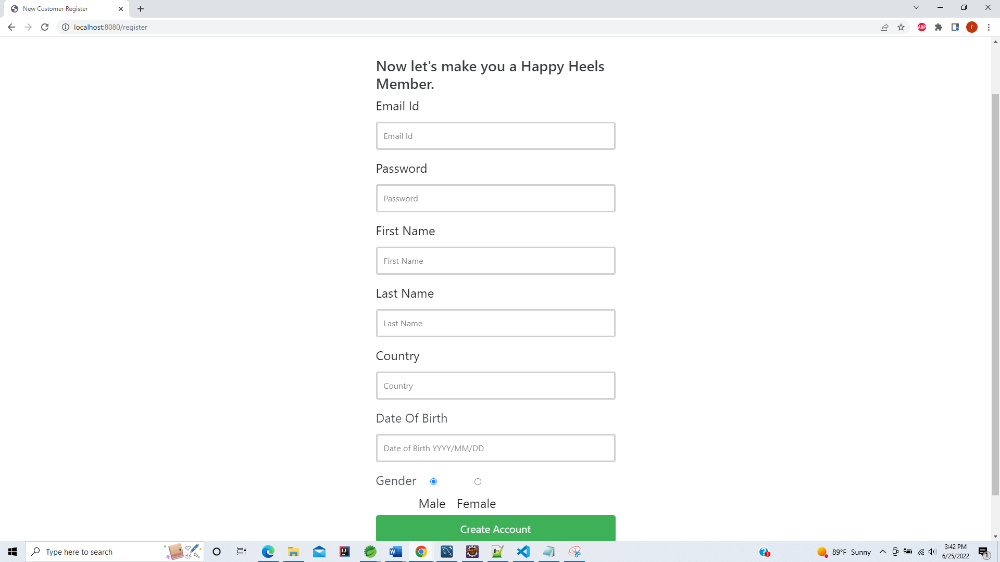 New Customer Register
localhost:8080/register
ABP
r
Now let's make you a Happy Heels
Member.
Email Id
Email Id
Password
Password
First Name
First Name
Last Name
Last Name
Country
Country
Date Of Birth
Date of Birth YYYY/MM/DD
Gender
Male Female
Create Account
Type here to search
89°F Sunny
3:42 PM
6/25/2022
1